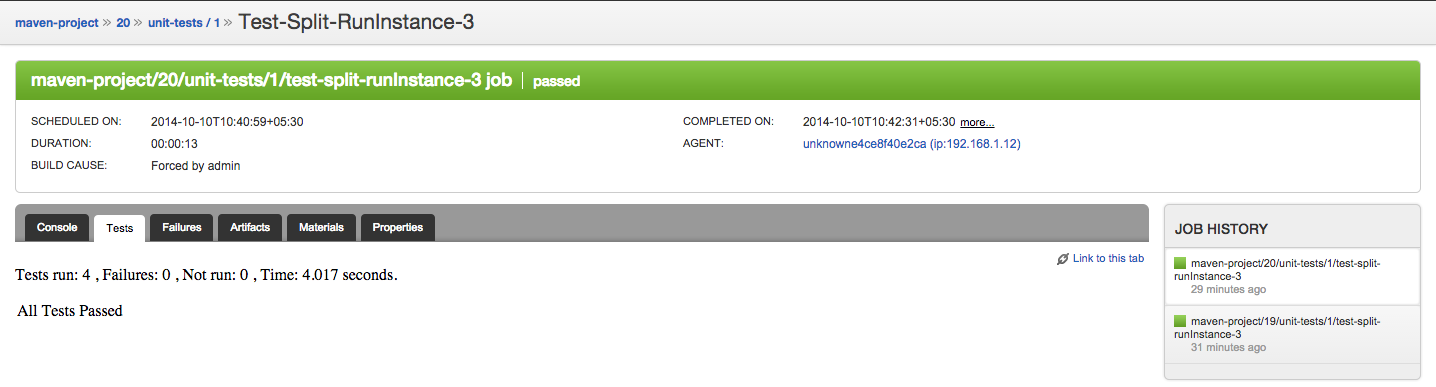 maven-project » 20 » unit-tests / 1 » Test-Split-RunInstance-3
maven-project/20/unit-tests/1/test-split-runInstance-3 job | passed
SCHEDULED ON: 2014-10-10T10:40:59+05:30 COMPLETED ON: 2014-10-10T10:42:31+05:30 more...
DURATION: 00:00:13 AGENT: unknowne4ce8f40e2ca (ip:192.168.1.12)
BUILD CAUSE: Forced by admin
Console Tests Failures Artifacts Materials Properties
Link to this tab
Tests run: 4 , Failures: 0 , Not run: 0 , Time: 4.017 seconds.
All Tests Passed
JOB HISTORY
maven-project/20/unit-tests/1/test-split-
runInstance-3
29 minutes ago
maven-project/19/unit-tests/1/test-split-
runInstance-3
31 minutes ago